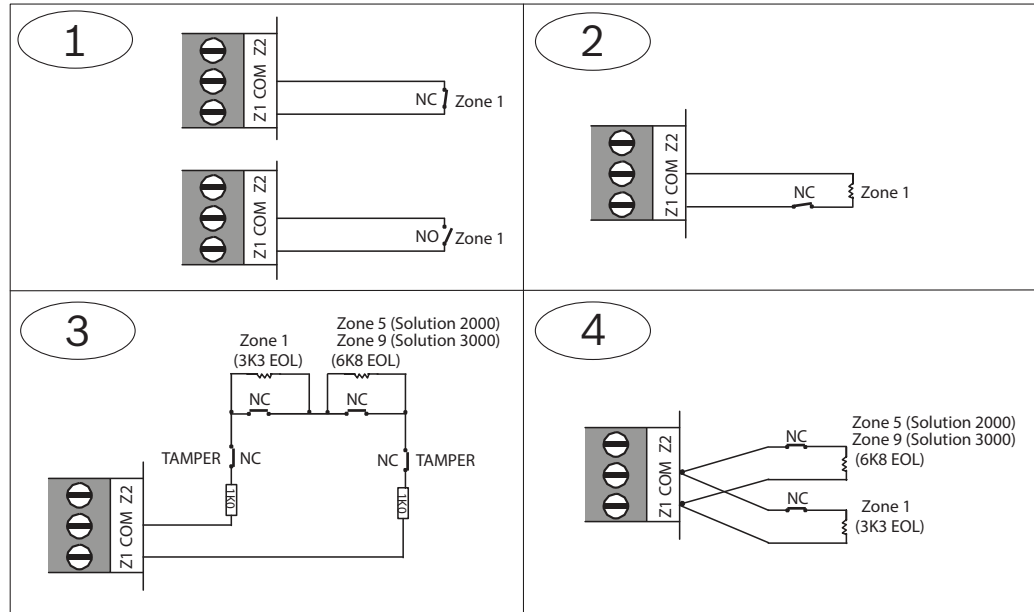 1
Z1 COM Z2
NC Zone 1
Z1 COM Z2
NO Zone 1
2
Z1 COM Z2
NC
Zone 1
3
Zone 1
(3K3 EOL)
Zone 5 (Solution 2000)
Zone 9 (Solution 3000)
(6K8 EOL)
NC
NC
TAMPER NC
NC TAMPER
1K0
1K0
Z1 COM Z2
4
Z1 COM Z2
NC
Zone 5 (Solution 2000)
Zone 9 (Solution 3000)
(6K8 EOL)
NC
Zone 1
(3K3 EOL)